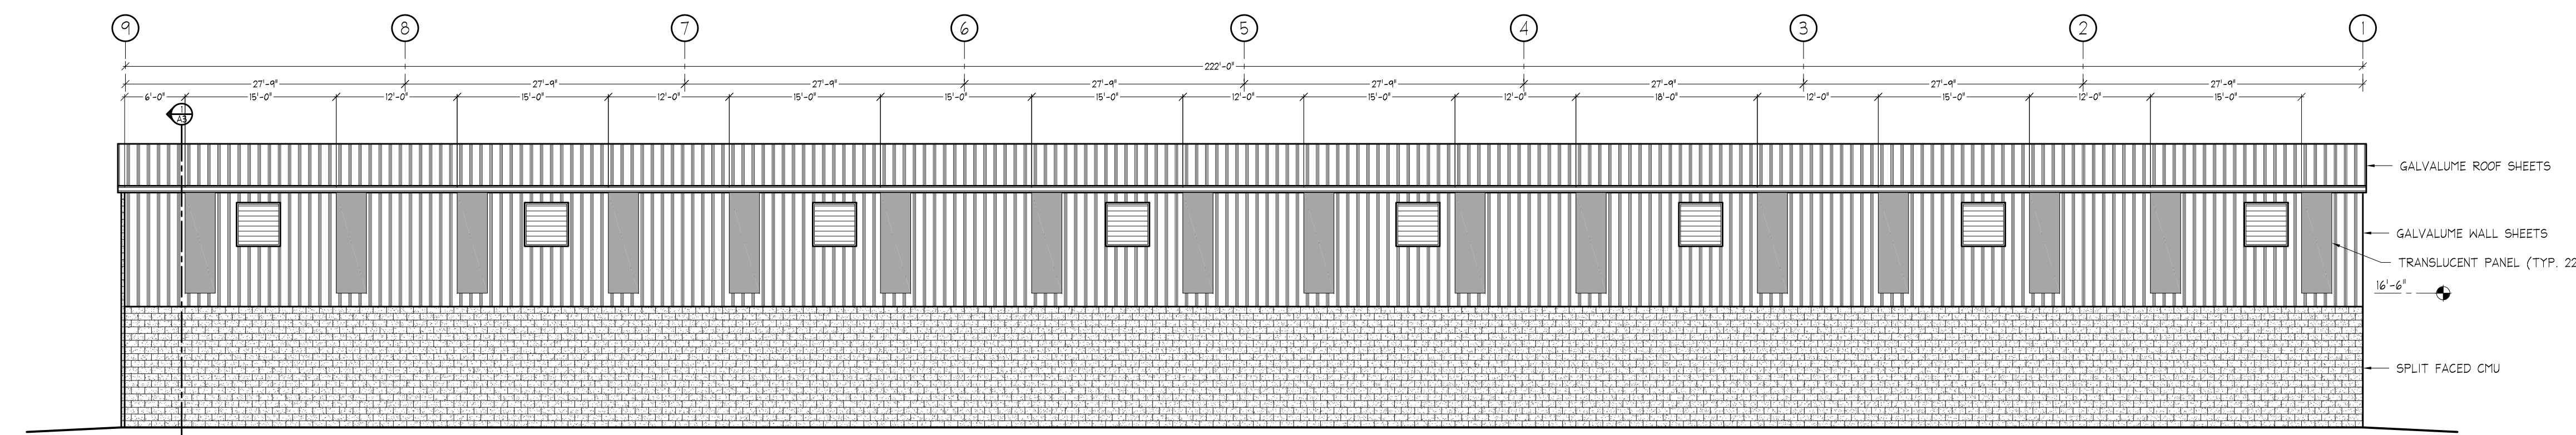 9 8 7 6 5 4 3 2 1
222'-0"
27'-9" 27'-9" 27'-9" 27'-9" 27'-9" 27'-9" 27'-9" 27'-9"
6'-0" 15'-0" 12'-0" 15'-0" 12'-0" 15'-0" 15'-0" 15'-0" 12'-0" 15'-0" 12'-0" 18'-0" 12'-0" 15'-0" 12'-0" 15'-0"
1
A3
GALVALUME ROOF SHEETS
GALVALUME WALL SHEETS
TRANSLUCENT PANEL (TYP. 22
16'-6"
SPLIT FACED CMU